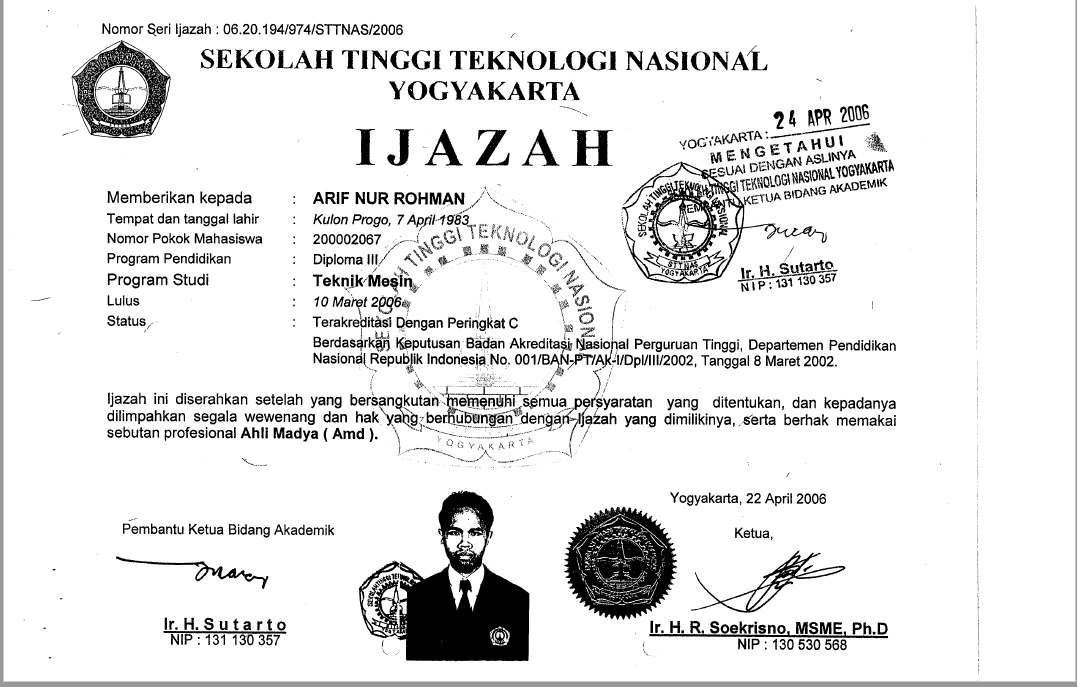 Nomor Seri Ijazah : 06.20.194/974/STTNAS/2006
SEKOLAH TINGGI TEKNOLOGI NASIONAL
YOGYAKARTA
IJAZAH
YOGYAKARTA : 24 APR 2006
MENGETAHUI
SESUAI DENGAN ASLINYA
TINGGI TEKNOLOGI NASIONAL YOGYAKARTA
KETUA BIDANG AKADEMIK
SEKOLAH TINGGI TEKNOLOGI NASIONAL
STTNAS
YOGYAKARTA
Ir. H. Sutarto
NIP : 131 130 357
Memberikan kepada : ARIF NUR ROHMAN
Tempat dan tanggal lahir : Kulon Progo, 7 April 1983
Nomor Pokok Mahasiswa : 200002067
Program Pendidikan : Diploma III
Program Studi : Teknik Mesin
Lulus : 10 Maret 2006
Status : Terakreditasi Dengan Peringkat C
Berdasarkan Keputusan Badan Akreditasi Nasional Perguruan Tinggi, Departemen Pendidikan
Nasional Republik Indonesia No. 001/BAN-PT/Ak-I/Dpl/III/2002, Tanggal 8 Maret 2002.
SEKOLAH TINGGI TEKNOLOGI NASIONAL
Ijazah ini diserahkan setelah yang bersangkutan memenuhi semua persyaratan yang ditentukan, dan kepadanya
dilimpahkan segala wewenang dan hak yang berhubungan dengan Ijazah yang dimilikinya, serta berhak memakai
sebutan profesional Ahli Madya ( Amd ).
YOGYAKARTA
Yogyakarta, 22 April 2006
Pembantu Ketua Bidang Akademik
Ketua,
Ir. H. Sutarto
NIP : 131 130 357
Ir. H. R. Soekrisno, MSME, Ph.D
NIP : 130 530 568